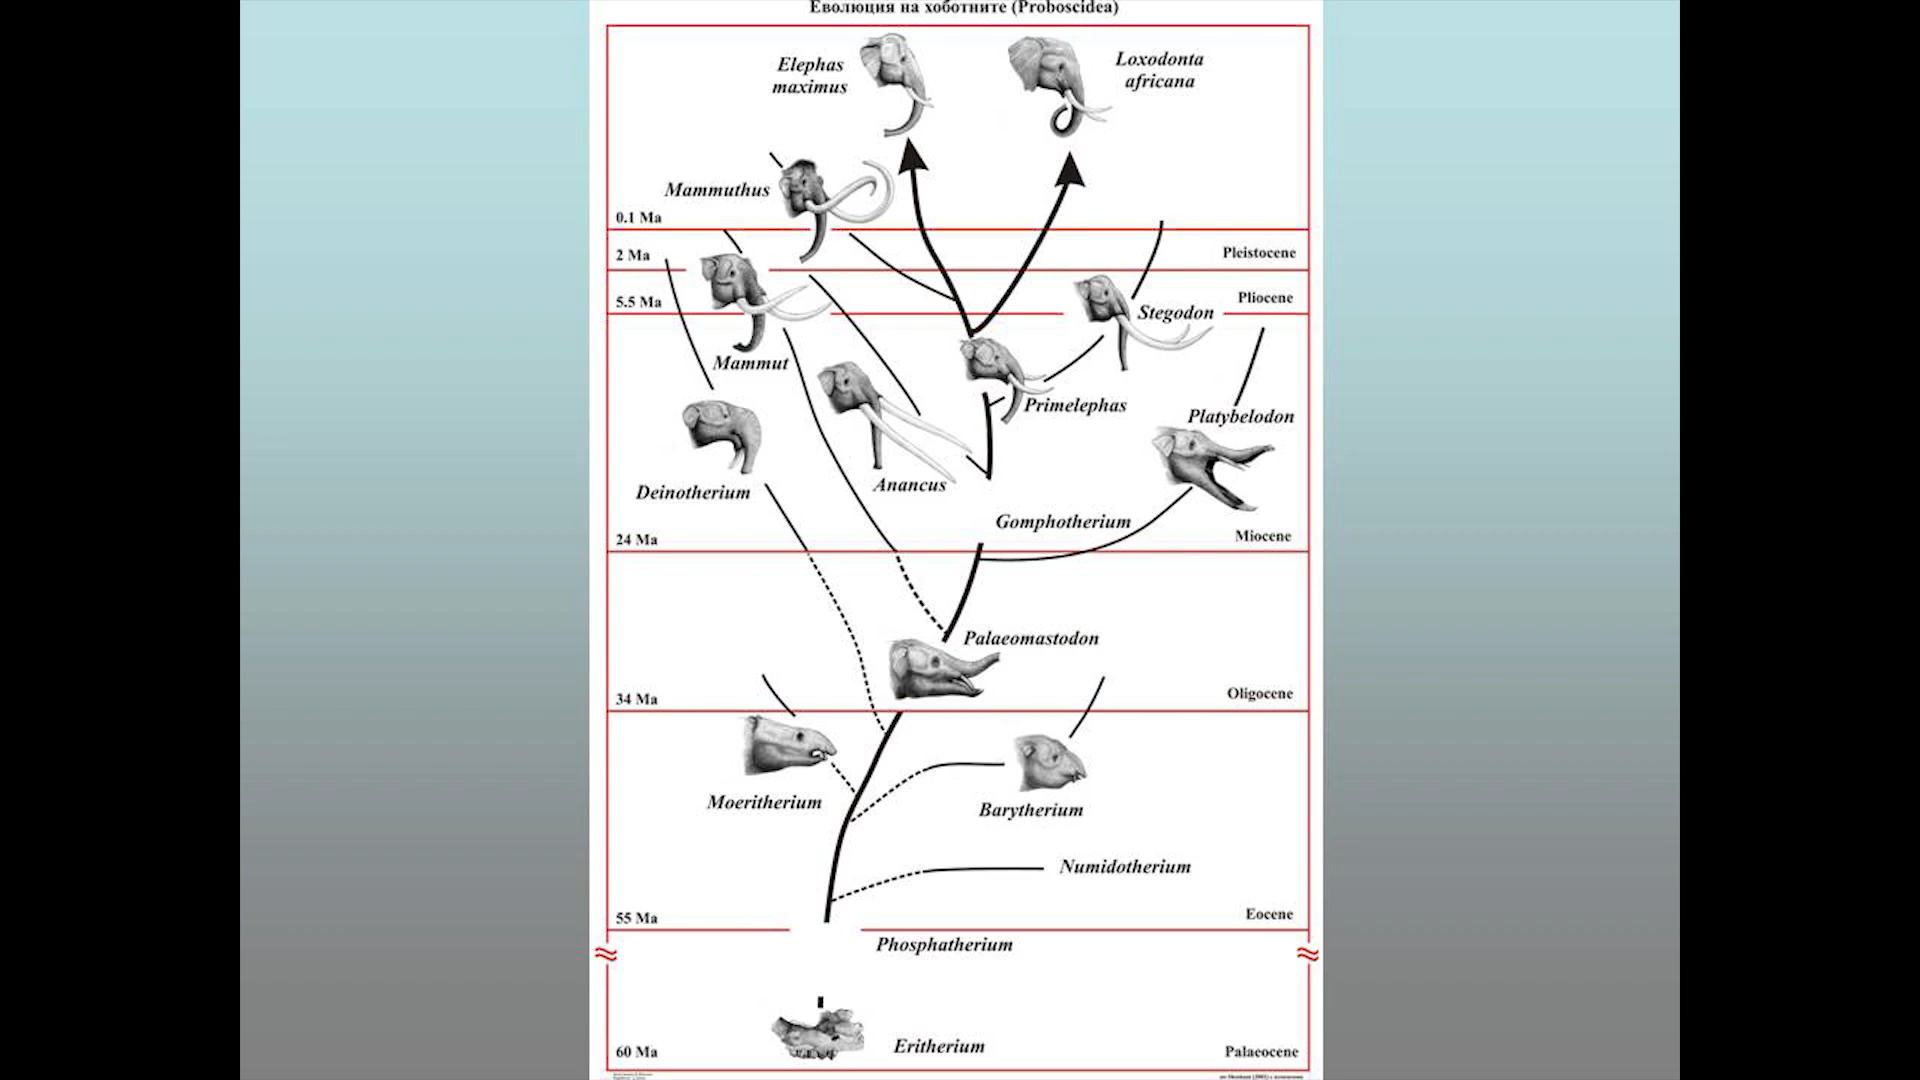 Еволюция на хоботните (Proboscidea)
Elephas
maximus
Loxodonta
africana
Mammuthus
0.1 Ma
2 Ma
Pleistocene
5.5 Ma
Pliocene
Stegodon
Mammut
Primelephas
Platybelodon
Deinotherium
Anancus
Gomphotherium
24 Ma
Miocene
Palaeomastodon
34 Ma
Oligocene
Moeritherium
Barytherium
Numidotherium
55 Ma
Eocene
Phosphatherium
Eritherium
60 Ma
Palaeocene